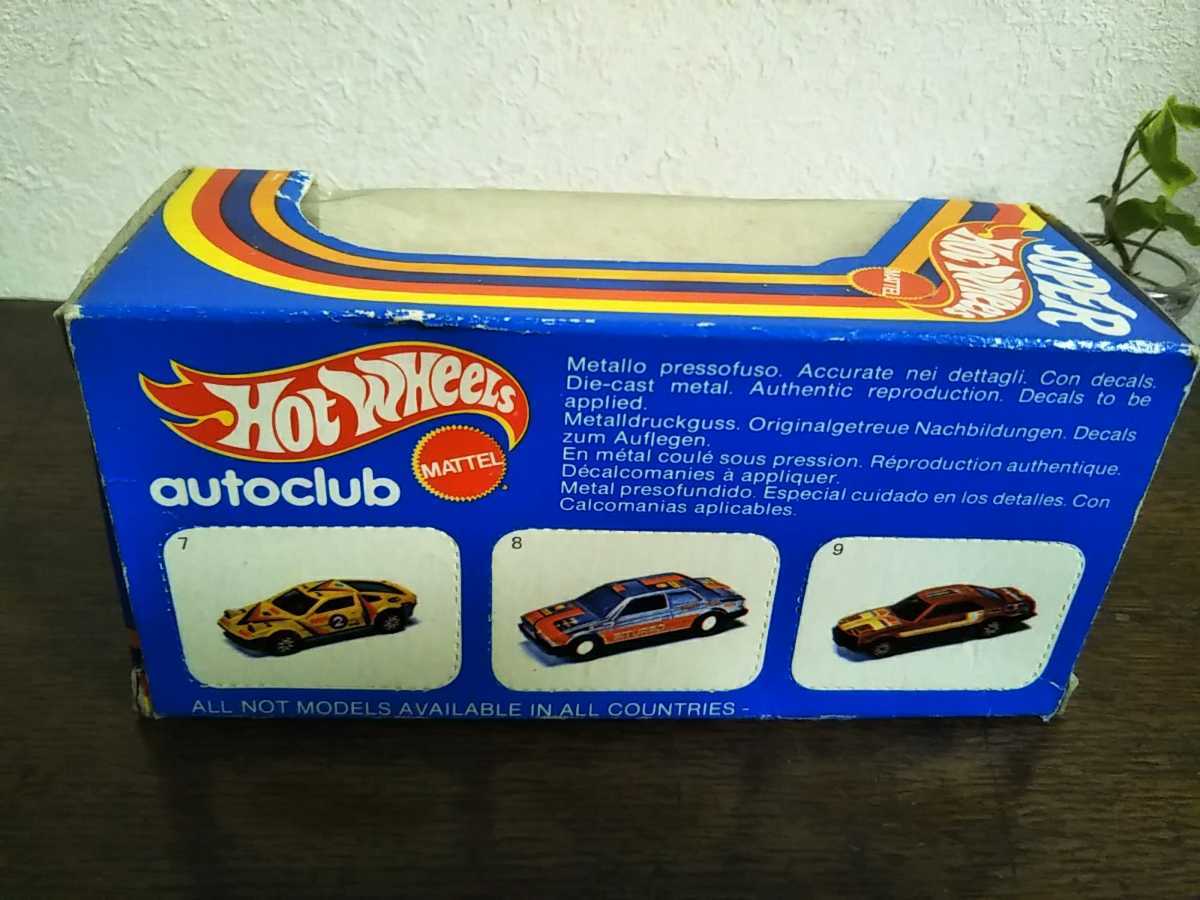 MATTEL
HOT WHEELS
SUPER
HOT WHEELS
MATTEL
autoclub
Metallo pressofuso. Accurate nei dettagli. Con decals.
Die-cast metal. Authentic reproduction. Decals to be
applied.
Metalldruckguss. Originalgetreue Nachbildungen. Decals
zum Auflegen.
En métal coulé sous pression. Réproduction authentique.
Décalcomanies à appliquer.
Metal presofundido. Especial cuidado en los detalles. Con
Calcomanias aplicables.
7
8
9
2
TURBO
ALL NOT MODELS AVAILABLE IN ALL COUNTRIES -